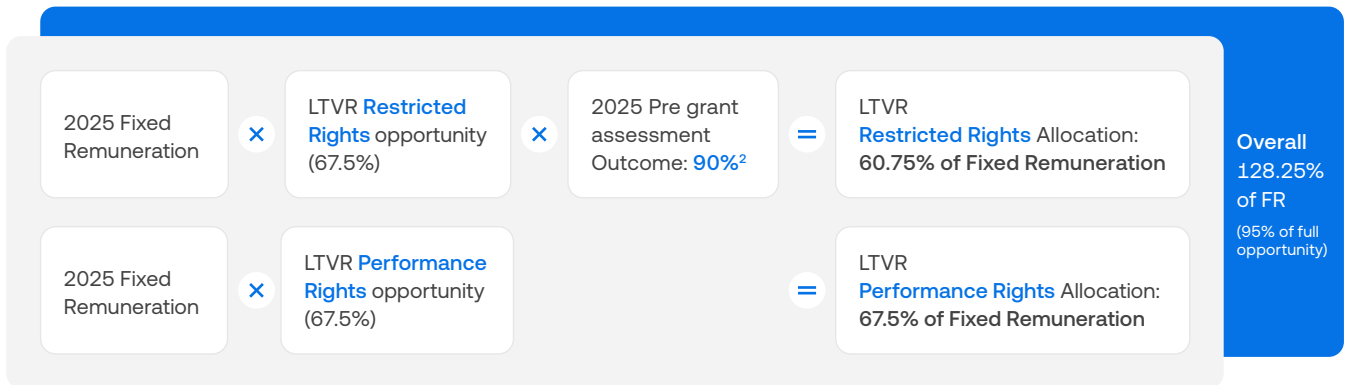 2025 Fixed
Remuneration
×
LTVR Restricted
Rights opportunity
(67.5%)
×
2025 Pre grant
assessment
Outcome: 90%²
=
LTVR
Restricted Rights Allocation:
60.75% of Fixed Remuneration
2025 Fixed
Remuneration
×
LTVR Performance
Rights opportunity
(67.5%)
=
LTVR
Performance Rights Allocation:
67.5% of Fixed Remuneration
Overall
128.25%
of FR
(95% of full
opportunity)